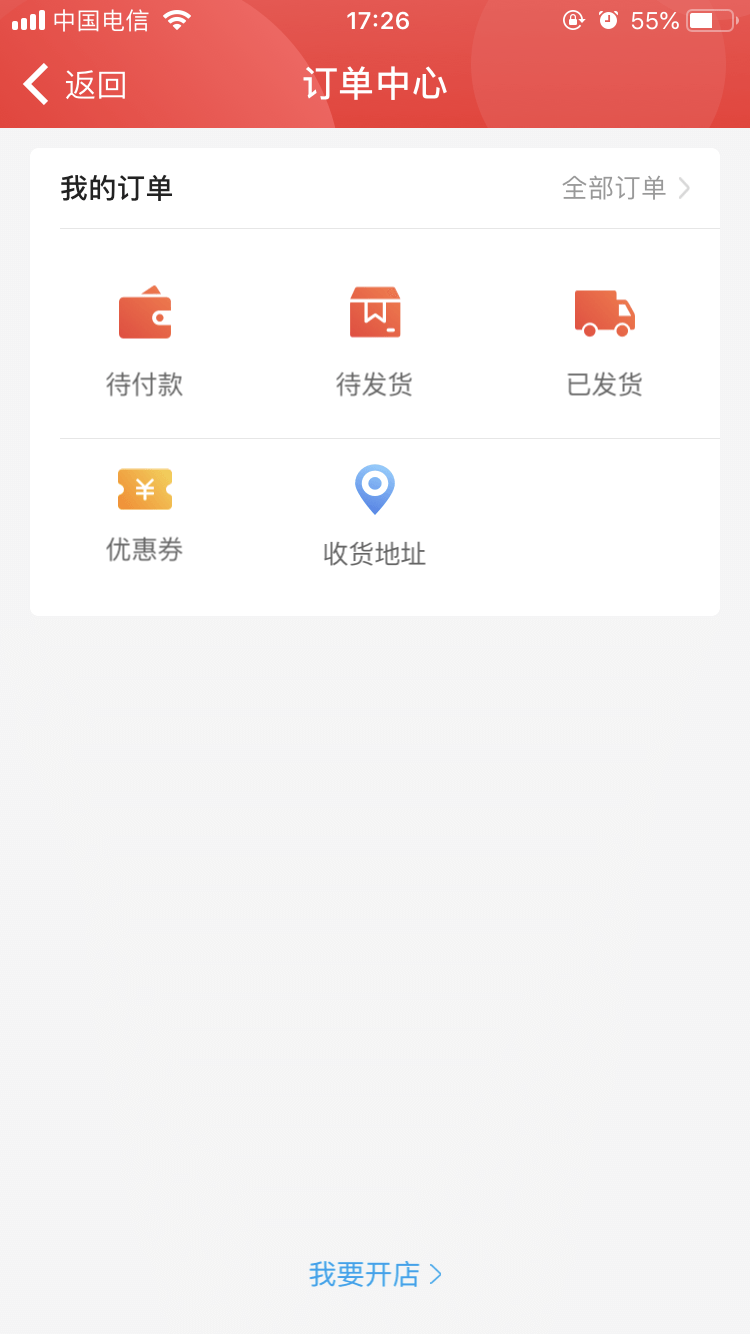 中国电信 17:26 55%
返回 订单中心
我的订单 全部订单
待付款 待发货 已发货
优惠券 收货地址
我要开店